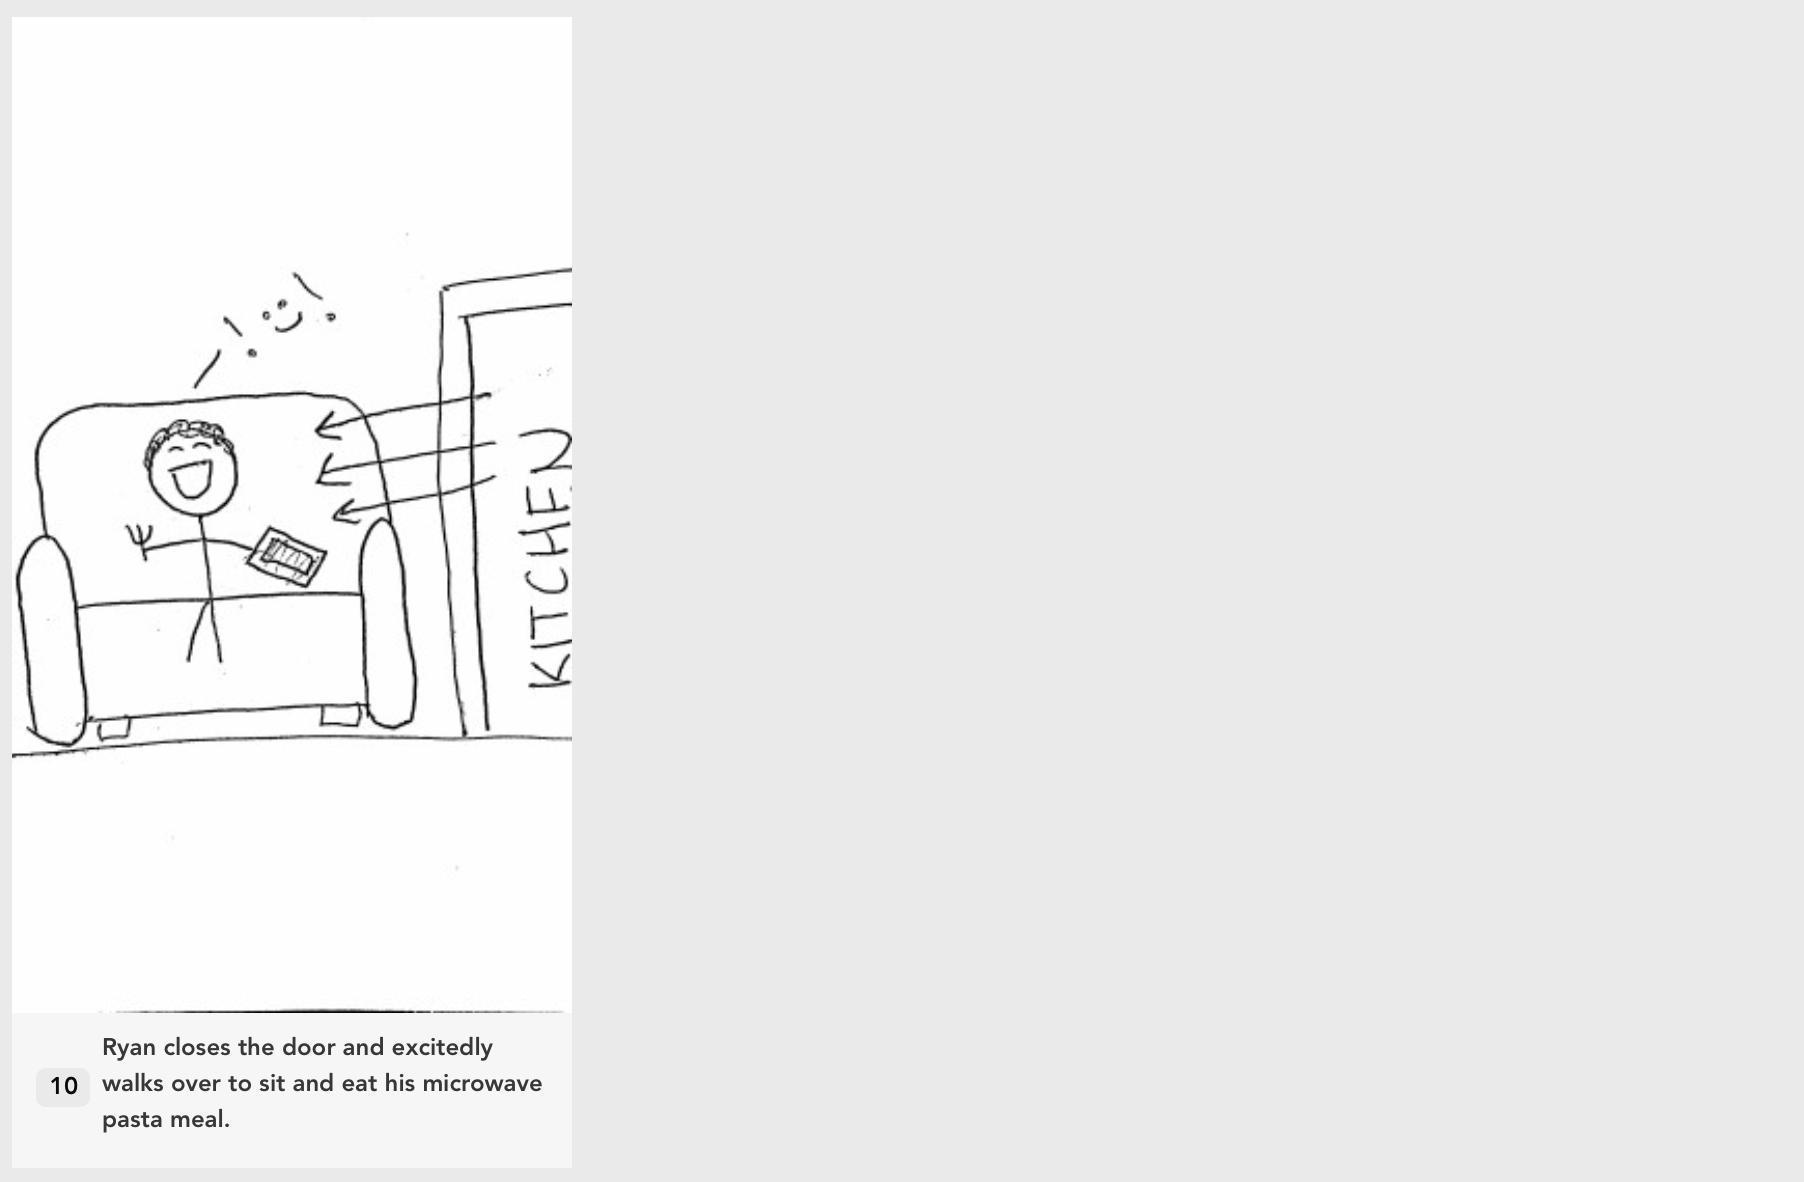 KITCHEN
10
Ryan closes the door and excitedly
walks over to sit and eat his microwave
pasta meal.